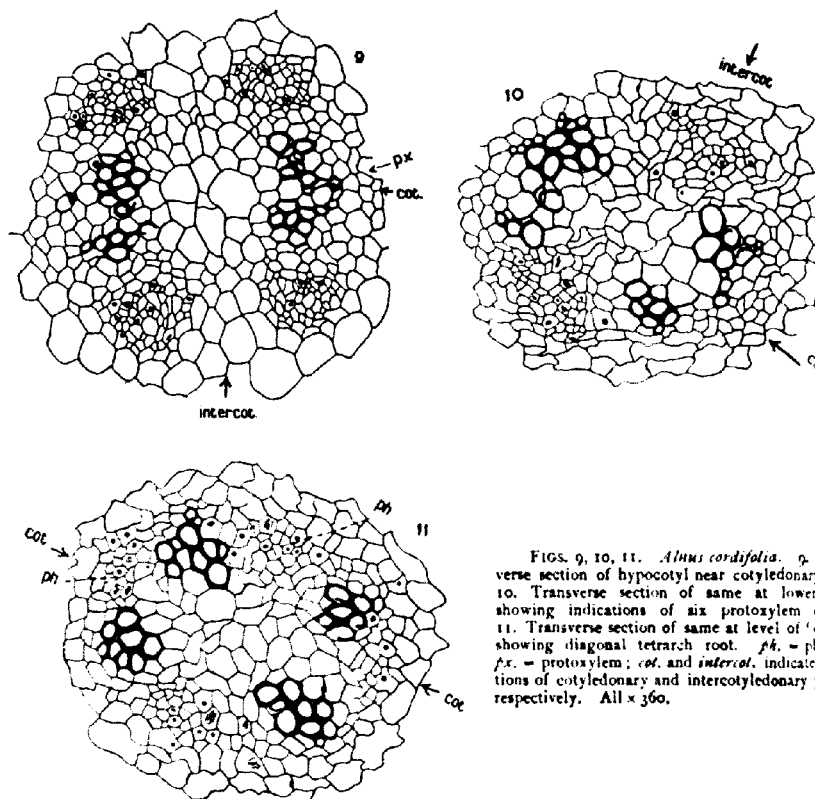 9
px
cot.
intercot.
10
intercot
11
cot
ph
ph
cot
FIGS. 9, 10, 11. Alnus cordifolia. 9.
verse section of hypocotyl near cotyledonary
10. Transverse section of same at lower
showing indications of six protoxylem
11. Transverse section of same at level of
showing diagonal tetrarch root. ph. =
px. = protoxylem; cot. and intercot. indicate
tions of cotyledonary and intercotyledonary
respectively. All × 360.